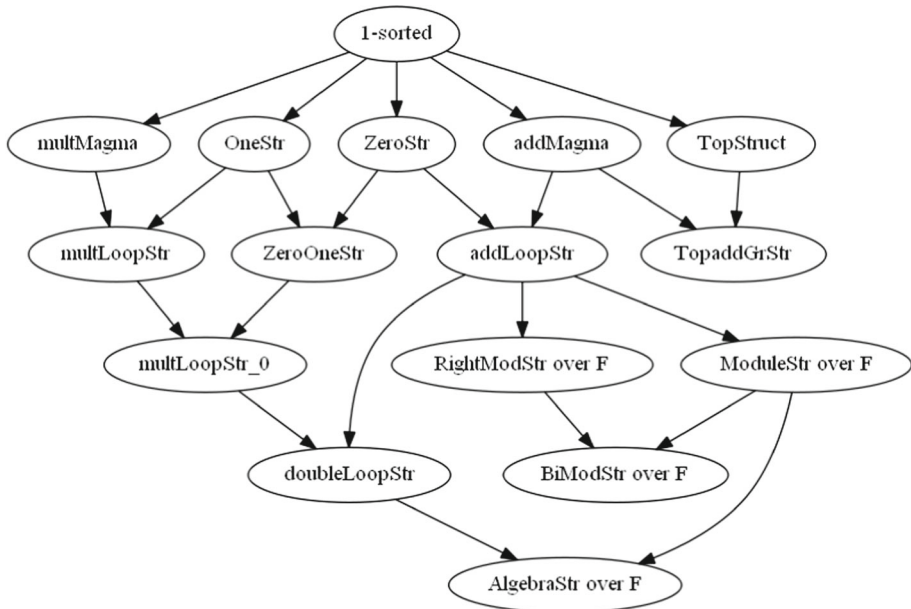 1-sorted
multMagma
OneStr
ZeroStr
addMagma
TopStruct
multLoopStr
ZeroOneStr
addLoopStr
TopaddGrStr
multLoopStr_0
RightModStr over F
ModuleStr over F
doubleLoopStr
BiModStr over F
AlgebraStr over F